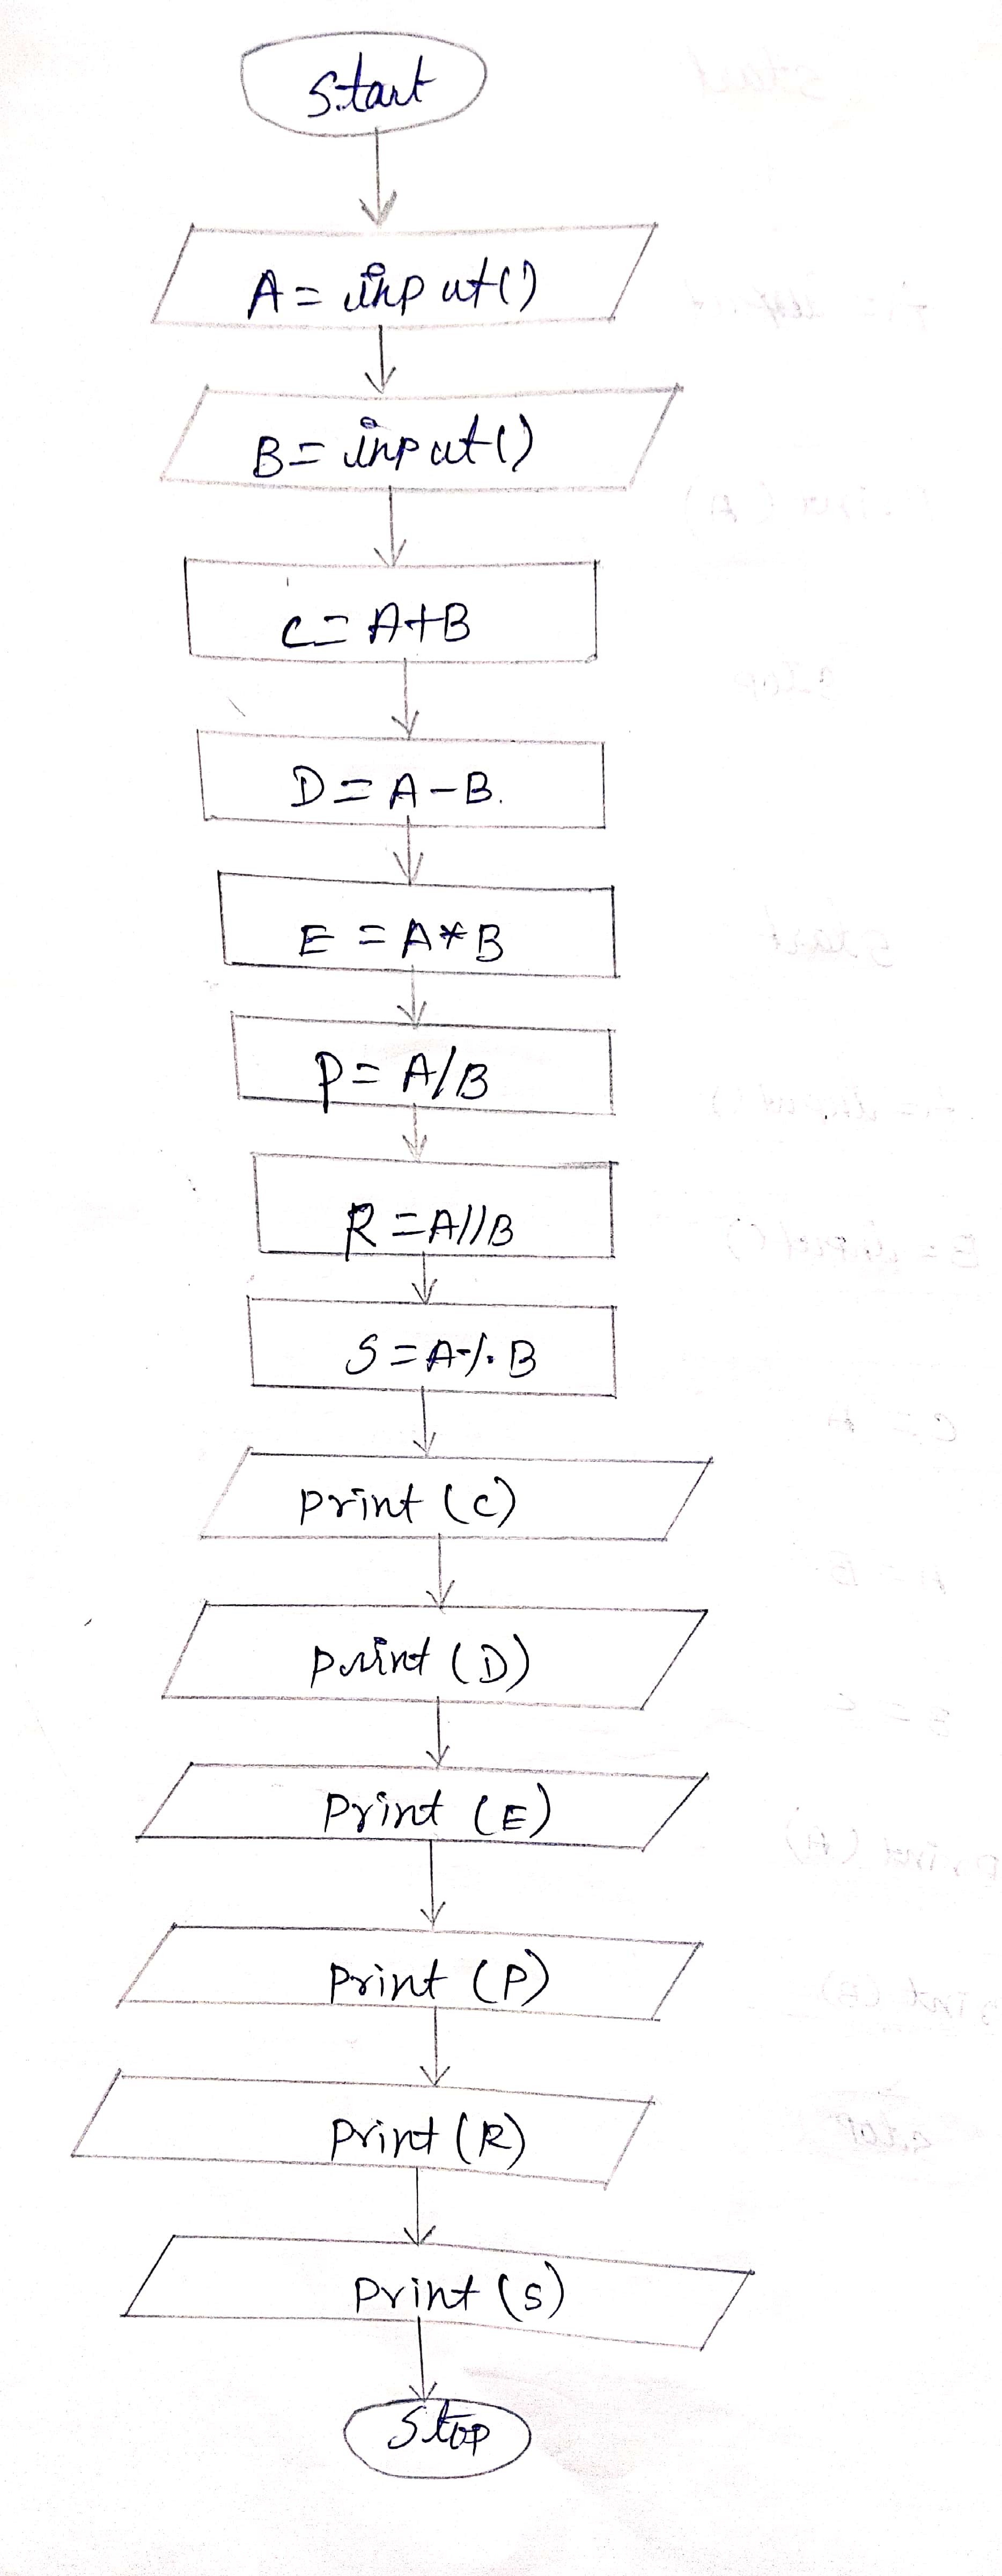 Start
A = input()
B = input()
C = A+B
D = A-B.
E = A*B
P = A/B
R = A//B
S = A%B
Print (C)
Print (D)
Print (E)
Print (P)
Print (R)
Print (S)
Stop